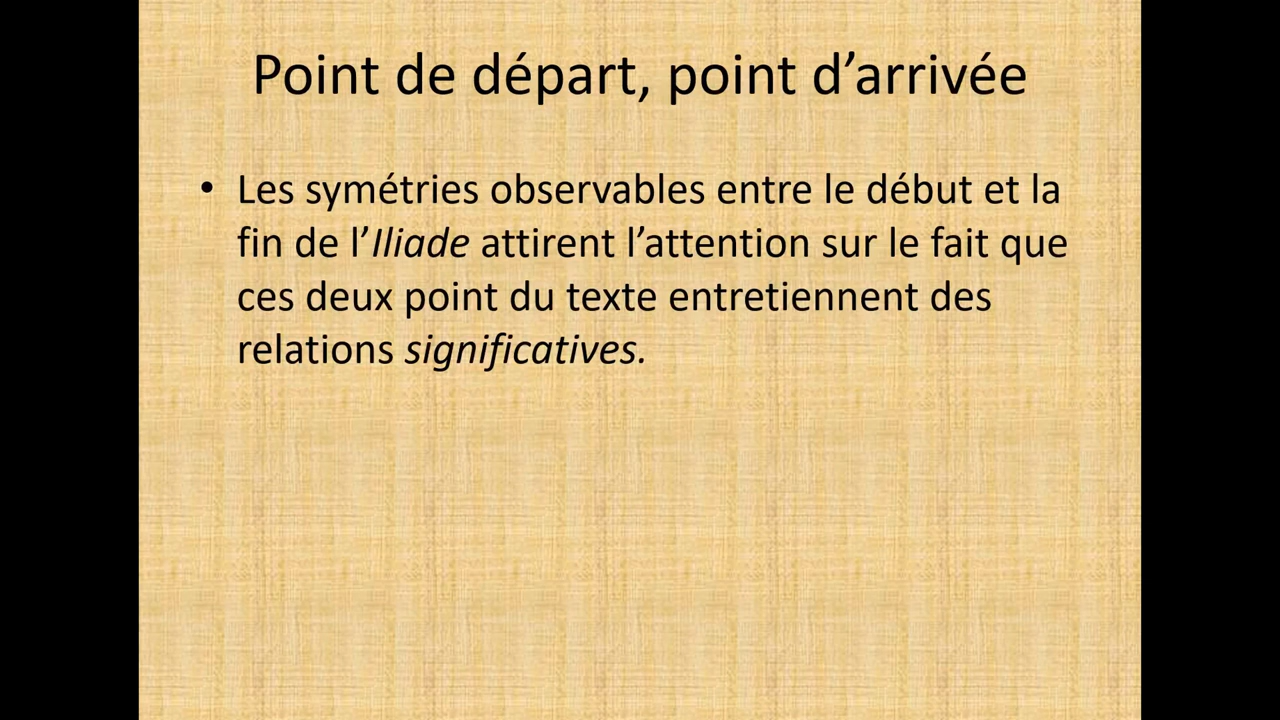 Point de départ, point d’arrivée
• Les symétries observables entre le début et la
fin de l’Iliade attirent l’attention sur le fait que
ces deux point du texte entretiennent des
relations significatives.